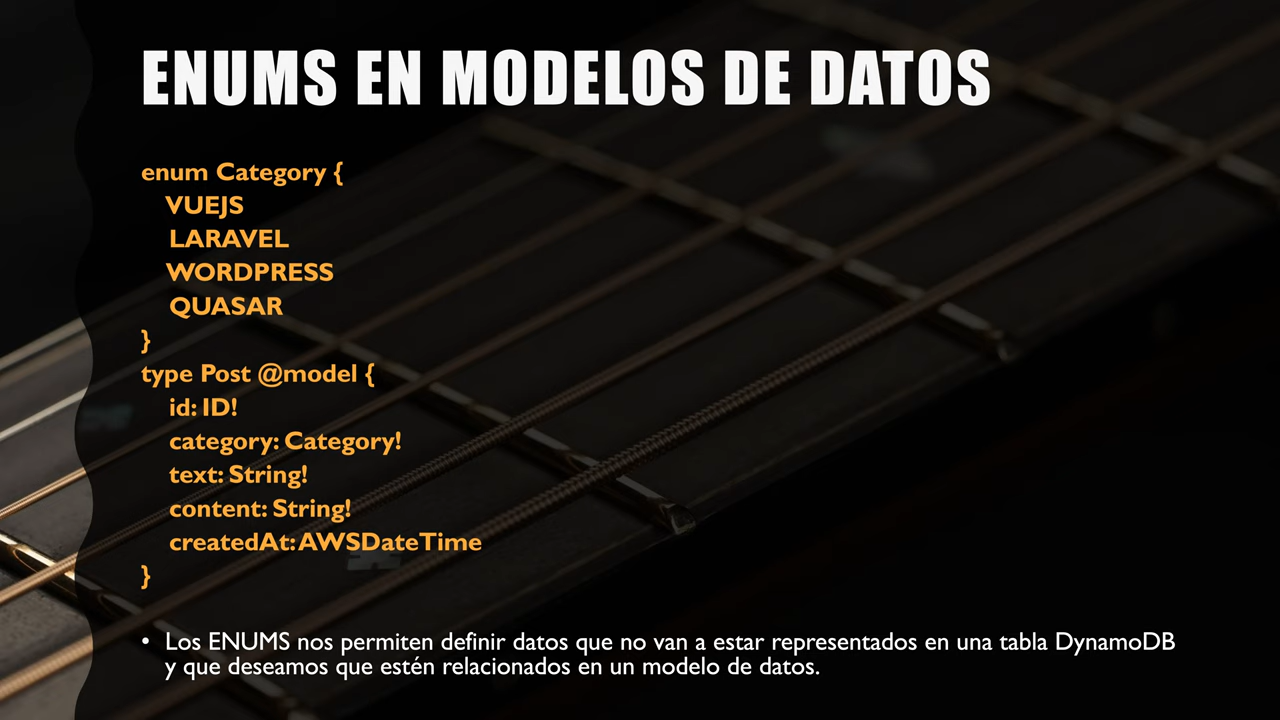 ENUMS EN MODELOS DE DATOS
enum Category {
VUEJS
LARAVEL
WORDPRESS
QUASAR
}
type Post @model {
id: ID!
category: Category!
text: String!
content: String!
createdAt: AWSDateTime
}
• Los ENUMS nos permiten definir datos que no van a estar representados en una tabla DynamoDB
y que deseamos que estén relacionados en un modelo de datos.